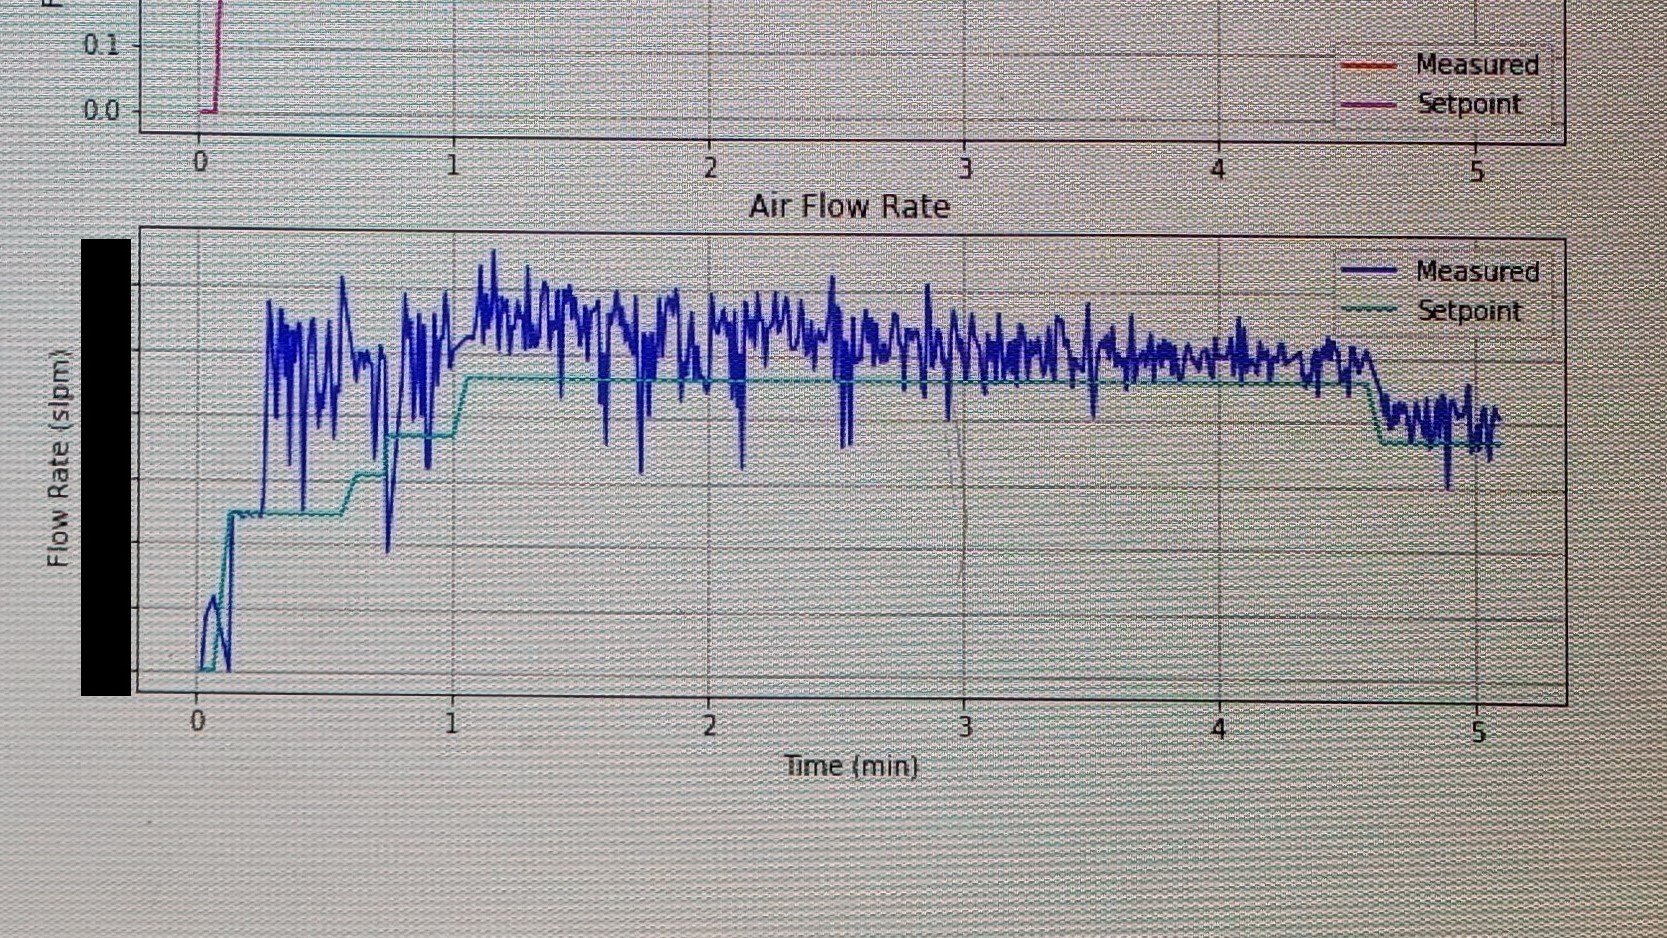 0.1
0.0
Measured
Setpoint
0 1 2 3 4 5
Air Flow Rate
Measured
Setpoint
Flow Rate (slpm)
0 1 2 3 4 5
Time (min)